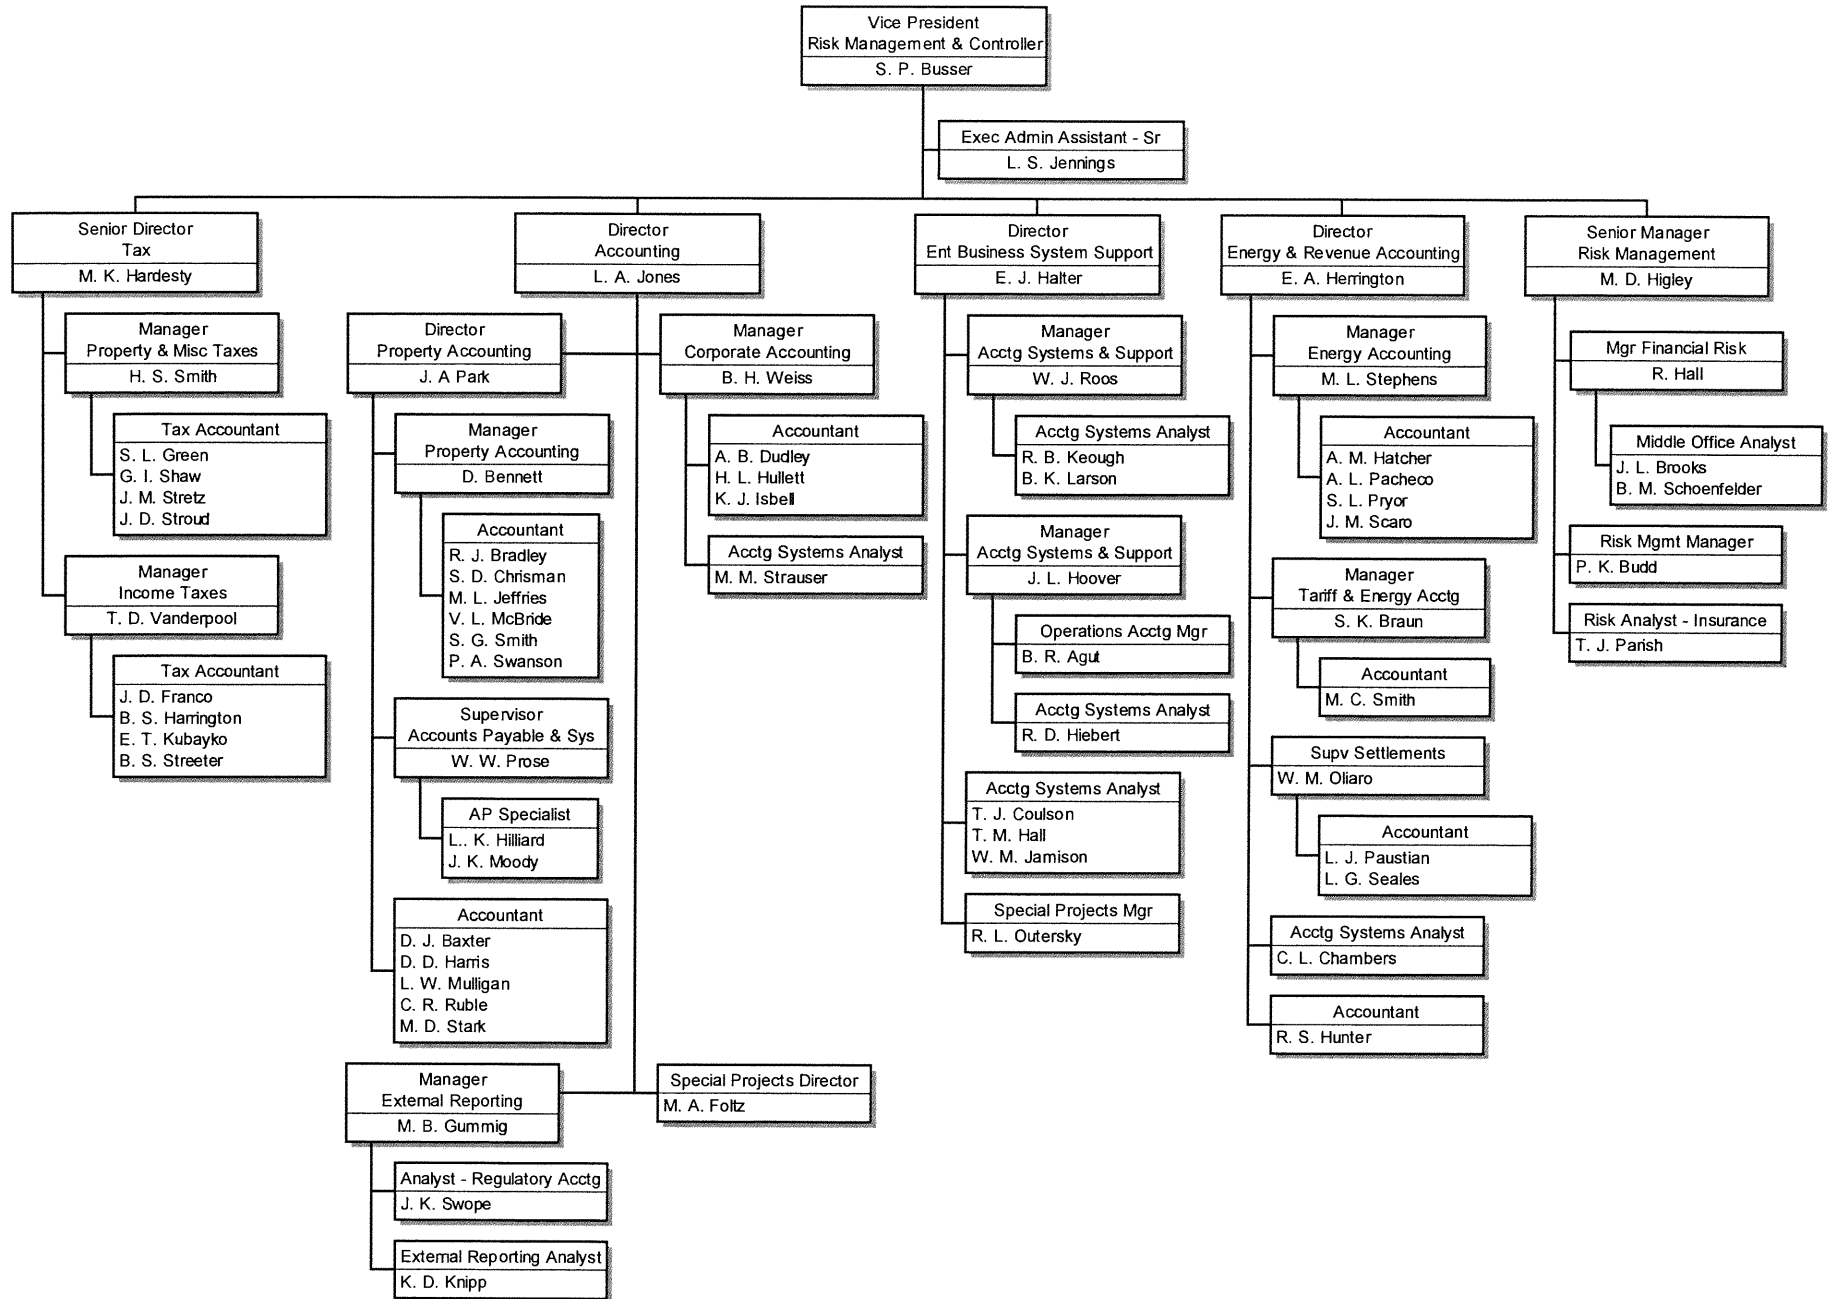 Vice President
Risk Management & Controller
S. P. Busser
Exec Admin Assistant - Sr
L. S. Jennings
Senior Director
Tax
M. K. Hardesty
Manager
Property & Misc Taxes
H. S. Smith
Tax Accountant
S. L. Green
G. I. Shaw
J. M. Stretz
J. D. Stroud
Manager
Income Taxes
T. D. Vanderpool
Tax Accountant
J. D. Franco
B. S. Harrington
E. T. Kubayko
B. S. Streeter
Director
Accounting
L. A. Jones
Director
Property Accounting
J. A Park
Manager
Property Accounting
D. Bennett
Accountant
R. J. Bradley
S. D. Chrisman
M. L. Jeffries
V. L. McBride
S. G. Smith
P. A. Swanson
Supervisor
Accounts Payable & Sys
W. W. Prose
AP Specialist
L.. K. Hilliard
J. K. Moody
Accountant
D. J. Baxter
D. D. Harris
L. W. Mulligan
C. R. Ruble
M. D. Stark
Manager
Corporate Accounting
B. H. Weiss
Accountant
A. B. Dudley
H. L. Hullett
K. J. Isbell
Acctg Systems Analyst
M. M. Strauser
Manager
External Reporting
M. B. Gummig
Analyst - Regulatory Acctg
J. K. Swope
External Reporting Analyst
K. D. Knipp
Special Projects Director
M. A. Foltz
Director
Ent Business System Support
E. J. Halter
Manager
Acctg Systems & Support
W. J. Roos
Acctg Systems Analyst
R. B. Keough
B. K. Larson
Manager
Acctg Systems & Support
J. L. Hoover
Operations Acctg Mgr
B. R. Agut
Acctg Systems Analyst
R. D. Hiebert
Acctg Systems Analyst
T. J. Coulson
T. M. Hall
W. M. Jamison
Special Projects Mgr
R. L. Outersky
Director
Energy & Revenue Accounting
E. A. Herrington
Manager
Energy Accounting
M. L. Stephens
Accountant
A. M. Hatcher
A. L. Pacheco
S. L. Pryor
J. M. Scaro
Manager
Tariff & Energy Acctg
S. K. Braun
Accountant
M. C. Smith
Supv Settlements
W. M. Oliaro
Accountant
L. J. Paustian
L. G. Seales
Acctg Systems Analyst
C. L. Chambers
Accountant
R. S. Hunter
Senior Manager
Risk Management
M. D. Higley
Mgr Financial Risk
R. Hall
Middle Office Analyst
J. L. Brooks
B. M. Schoenfelder
Risk Mgmt Manager
P. K. Budd
Risk Analyst - Insurance
T. J. Parish